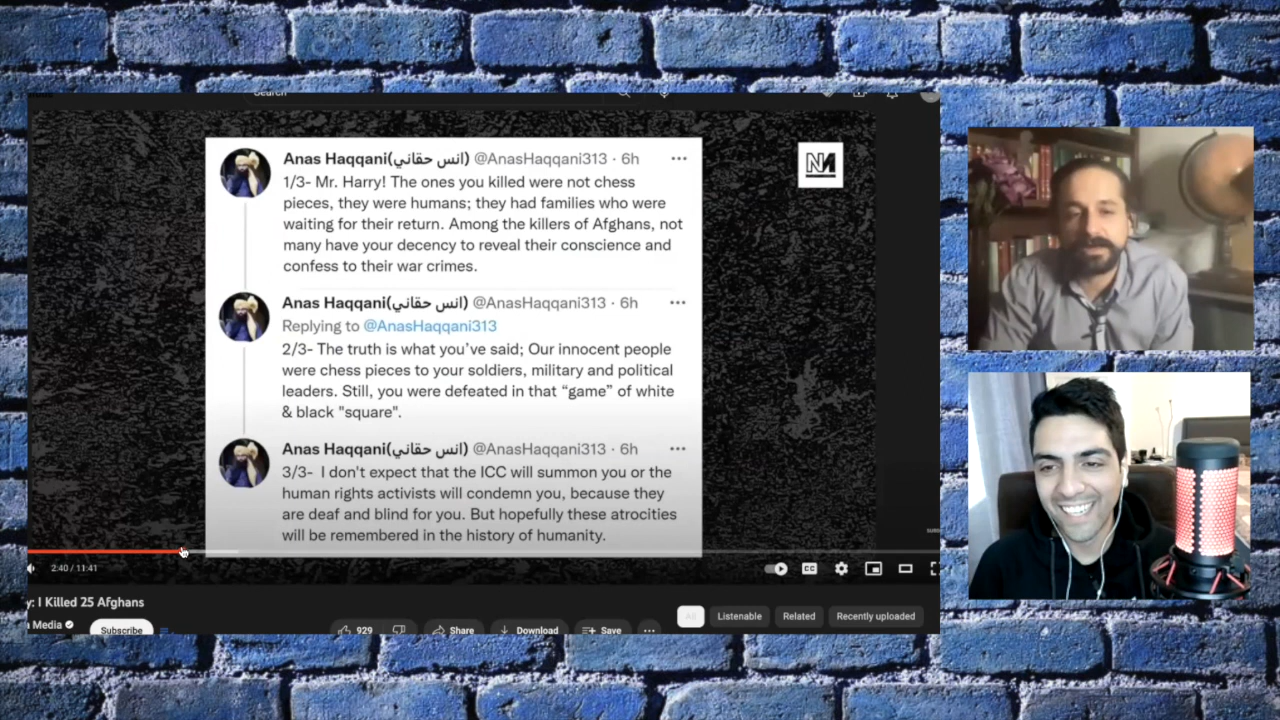 Search
Anas Haqqani(انس حقاني) @AnasHaqqani313 · 6h
1/3- Mr. Harry! The ones you killed were not chess
pieces, they were humans; they had families who were
waiting for their return. Among the killers of Afghans, not
many have your decency to reveal their conscience and
confess to their war crimes.
Anas Haqqani(انس حقاني) @AnasHaqqani313 · 6h
Replying to @AnasHaqqani313
2/3- The truth is what you’ve said; Our innocent people
were chess pieces to your soldiers, military and political
leaders. Still, you were defeated in that “game” of white
& black "square".
Anas Haqqani(انس حقاني) @AnasHaqqani313 · 6h
3/3- I don't expect that the ICC will summon you or the
human rights activists will condemn you, because they
are deaf and blind for you. But hopefully these atrocities
will be remembered in the history of humanity.
NM
2:40 / 11:41
CC
y: I Killed 25 Afghans
a Media
Subscribe
929
Share
Download
Save
All
Listenable
Related
Recently uploaded